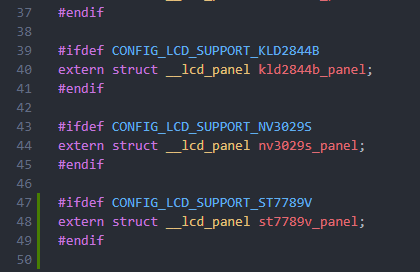 37 #endif
38
39 #ifdef CONFIG_LCD_SUPPORT_KLD2844B
40 extern struct __lcd_panel kld2844b_panel;
41 #endif
42
43 #ifdef CONFIG_LCD_SUPPORT_NV3029S
44 extern struct __lcd_panel nv3029s_panel;
45 #endif
46
47 #ifdef CONFIG_LCD_SUPPORT_ST7789V
48 extern struct __lcd_panel st7789v_panel;
49 #endif
50